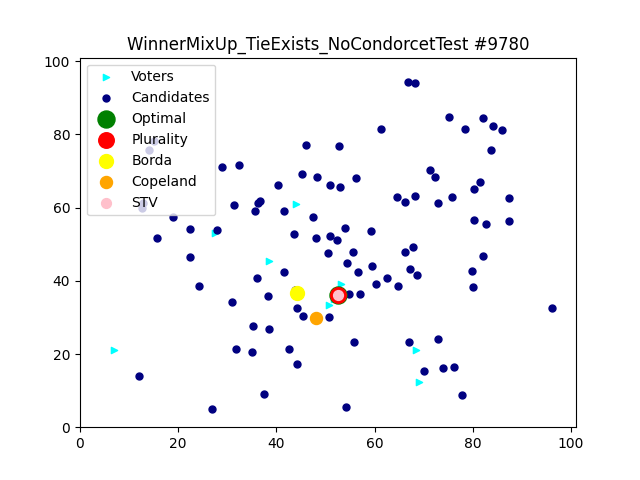 WinnerMixUp_TieExists_NoCondorcetTest #9780
Voters
Candidates
Optimal
Plurality
Borda
Copeland
STV
100
80
60
40
20
0
0 20 40 60 80 100